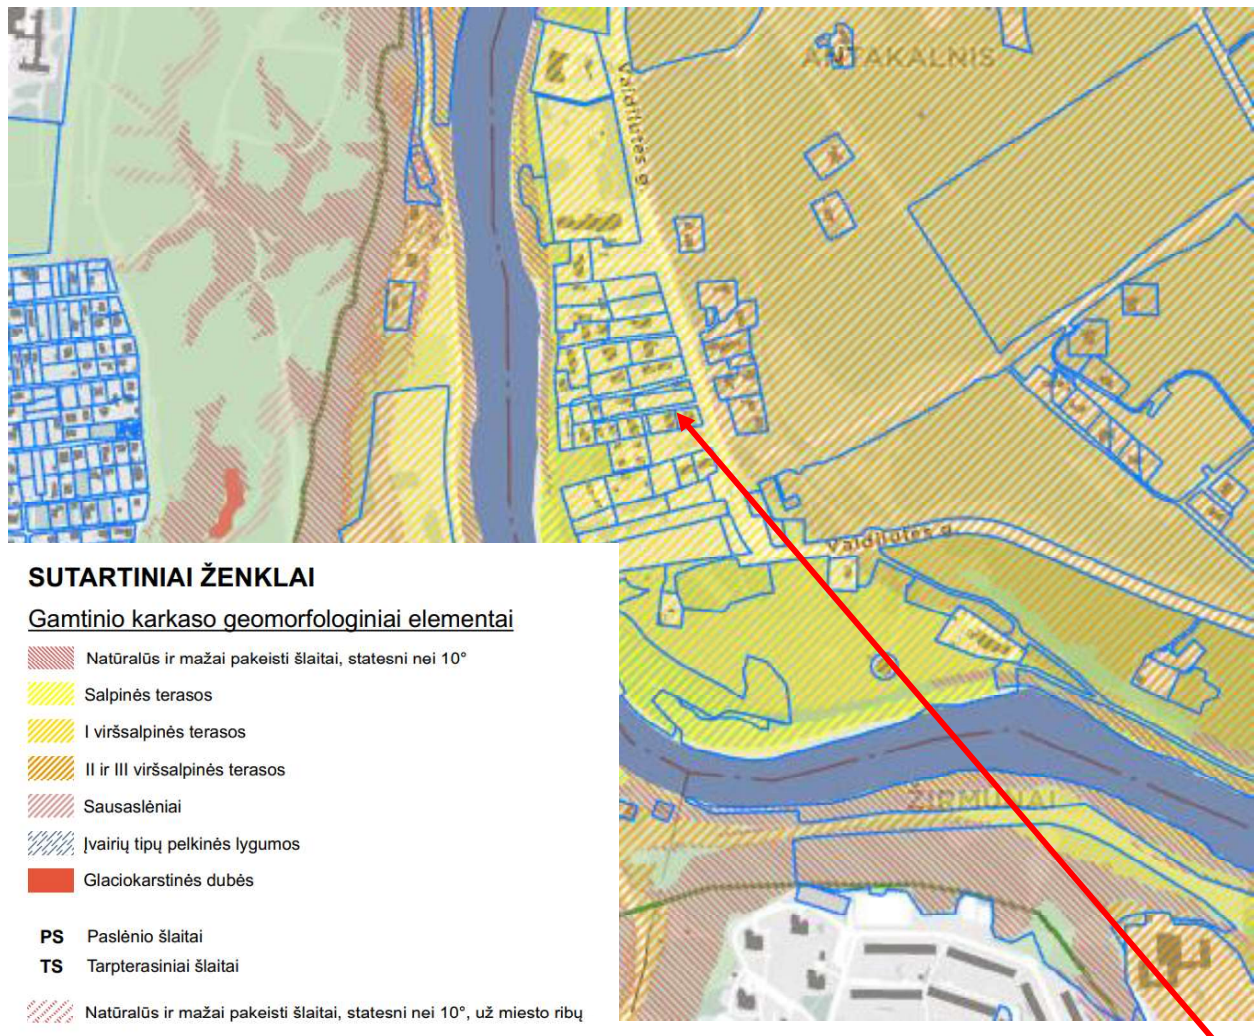 ANTAKALNIS
Valdilutės g.
Valdilutės g.
ŽIRMŪNAI
SUTARTINIAI ŽENKLAI
Gamtinio karkaso geomorfologiniai elementai
Natūralūs ir mažai pakeisti šlaitai, statesni nei 10°
Salpinės terasos
I viršsalpinės terasos
II ir III viršsalpinės terasos
Sausaslėniai
Įvairių tipų pelkinės lygumos
Glaciokarstinės dubės
PS Paslėnio šlaitai
TS Tarpterasiniai šlaitai
Natūralūs ir mažai pakeisti šlaitai, statesni nei 10°, už miesto ribų